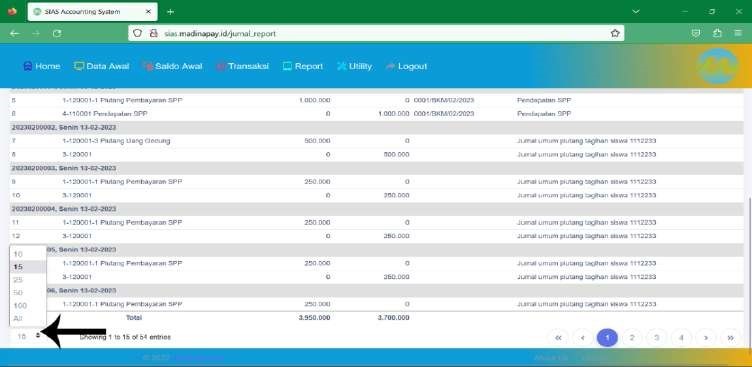 SIAS Accounting System × +
sias.madinapay.id/jurnal_report
Home Data Awal Saldo Awal Transaksi Report Utility Logout
5 1-120001-1 Piutang Pembayaran SPP 1.000.000 0 0001/BKM/02/2023 Pendapatan SPP
6 4-110001 Pendapatan SPP 0 1.000.000 0001/BKM/02/2023 Pendapatan SPP
20230200002, Senin 13-02-2023
7 1-120001-3 Piutang Uang Gedung 500.000 0 Jurnal umum piutang tagihan siswa 1112233
8 3-120001 0 500.000 Jurnal umum piutang tagihan siswa 1112233
20230200003, Senin 13-02-2023
9 1-120001-1 Piutang Pembayaran SPP 250.000 0 Jurnal umum piutang tagihan siswa 1112233
10 3-120001 0 250.000 Jurnal umum piutang tagihan siswa 1112233
20230200004, Senin 13-02-2023
11 1-120001-1 Piutang Pembayaran SPP 250.000 0 Jurnal umum piutang tagihan siswa 1112233
12 3-120001 0 250.000 Jurnal umum piutang tagihan siswa 1112233
05, Senin 13-02-2023
10
1-120001-1 Piutang Pembayaran SPP 250.000 0 Jurnal umum piutang tagihan siswa 1112233
15
3-120001 0 250.000 Jurnal umum piutang tagihan siswa 1112233
25
06, Senin 13-02-2023
50
1-120001-1 Piutang Pembayaran SPP 250.000 0 Jurnal umum piutang tagihan siswa 1112233
100
All
Total 3.950.000 3.700.000
15 Showing 1 to 15 of 54 entries « ‹ 1 2 3 4 › »
© 2022 About Us